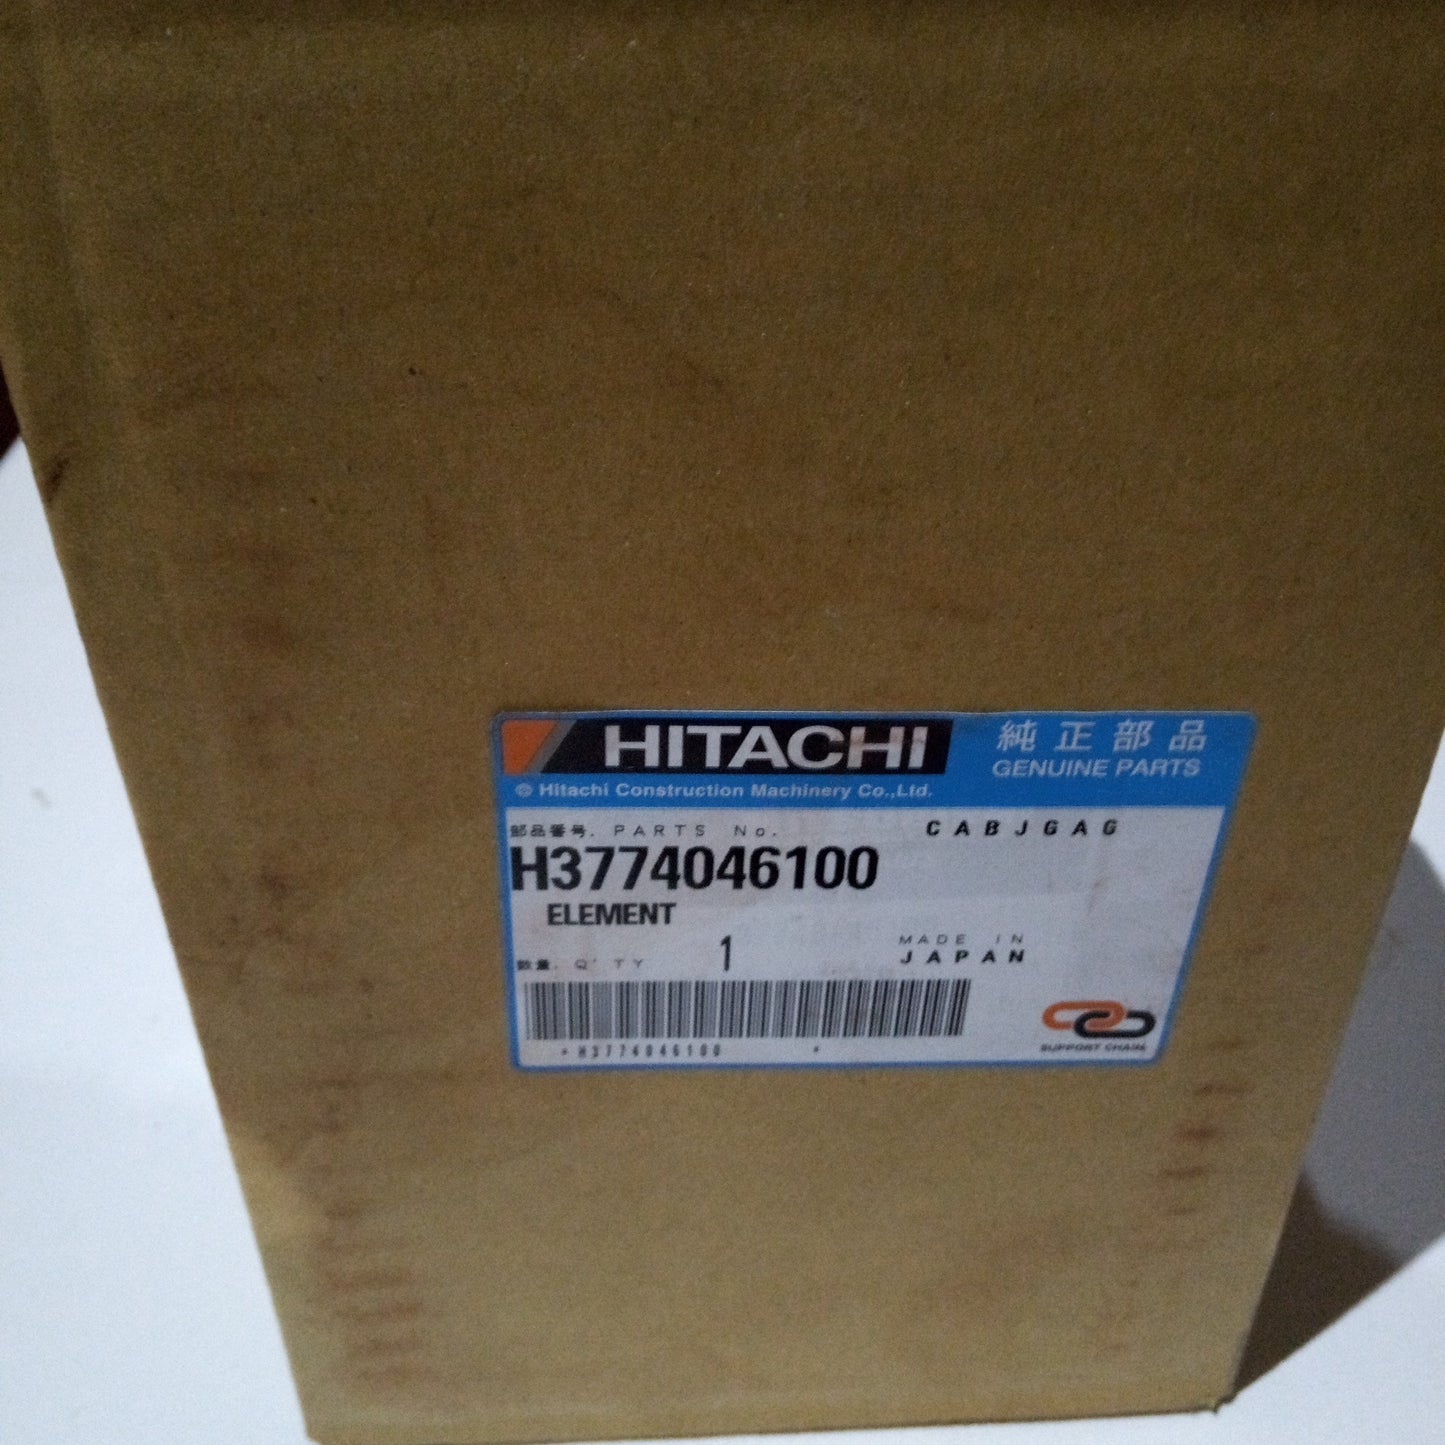 HITACHI
純正部品
GENUINE PARTS
© Hitachi Construction Machinery Co.,Ltd.
部品番号. PARTS No.
CABJGAG
H3774046100
ELEMENT
数量. Q'TY 1
MADE IN
JAPAN
*H3774046100 *
SUPPORT CHAIN